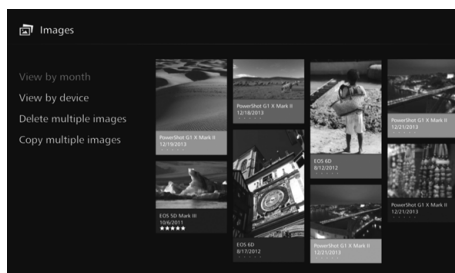 Images
View by month
View by device
Delete multiple images
Copy multiple images
PowerShot G1 X Mark II
12/19/2013
EOS 5D Mark III
10/6/2011
★★★★★
PowerShot G1 X Mark II
12/18/2013
EOS 6D
8/17/2012
EOS 6D
8/12/2012
PowerShot G1 X Mark II
12/21/2013
PowerShot G1 X Mark II
12/21/2013
PowerShot G1 X Mark II
12/21/2013